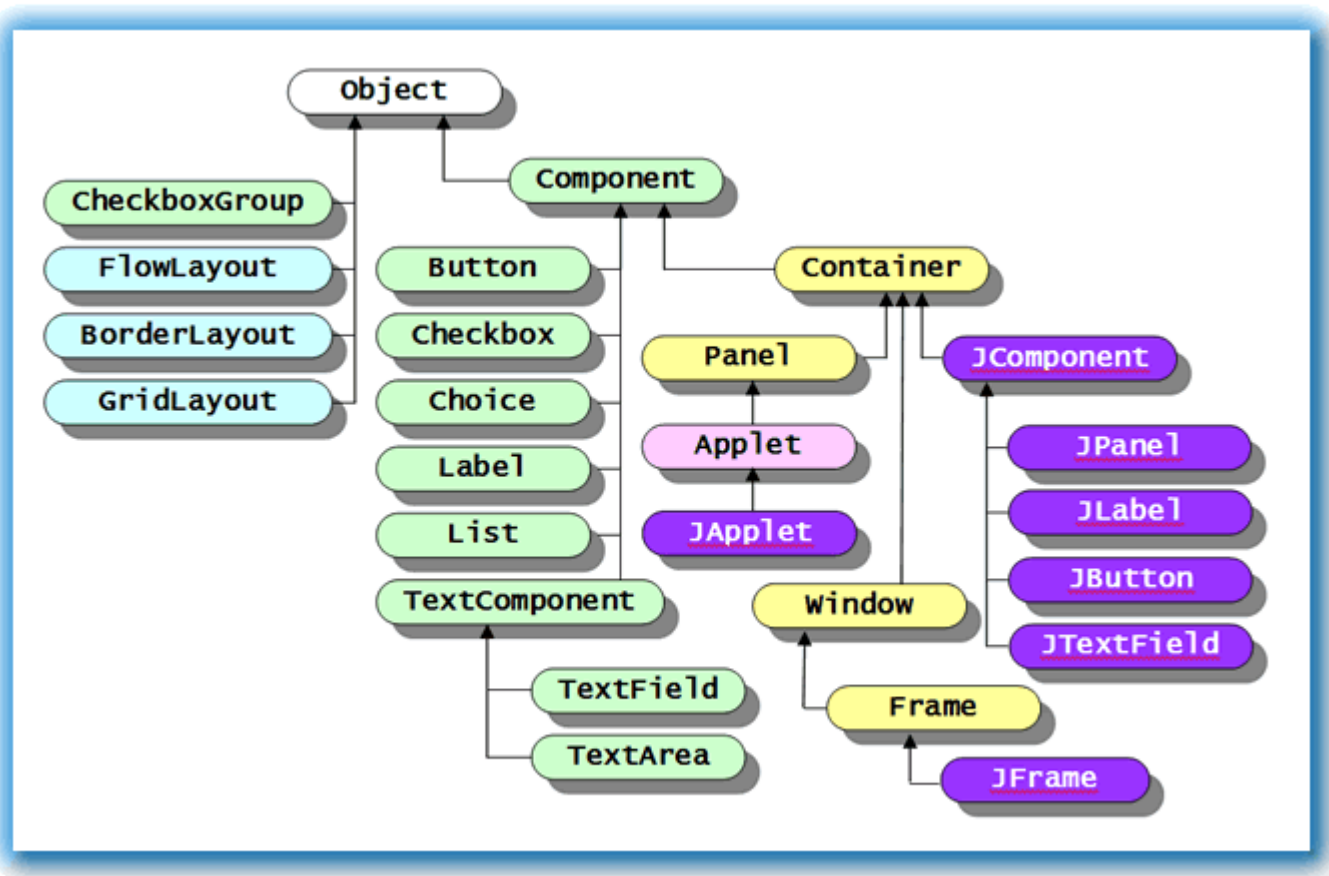 Object
Component
CheckboxGroup
FlowLayout
Button
Container
BorderLayout
Checkbox
Panel
JComponent
GridLayout
Choice
Applet
JPanel
Label
JLabel
List
JApplet
JButton
TextComponent
Window
JTextField
TextField
Frame
TextArea
JFrame